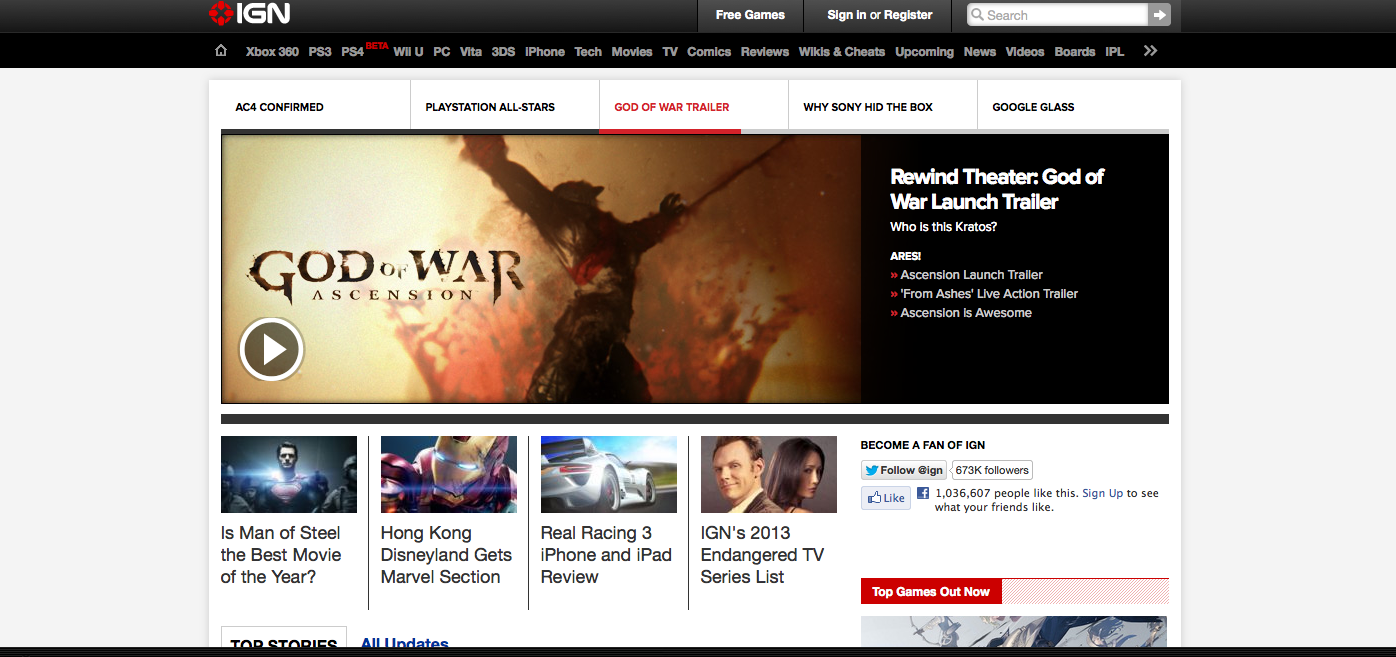 IGN
Free Games
Sign In or Register
Search
Xbox 360 PS3 PS4 BETA Wii U PC Vita 3DS iPhone Tech Movies TV Comics Reviews Wikis & Cheats Upcoming News Videos Boards IPL
AC4 CONFIRMED
PLAYSTATION ALL-STARS
GOD OF WAR TRAILER
WHY SONY HID THE BOX
GOOGLE GLASS
GOD OF WAR
ASCENSION
Rewind Theater: God of
War Launch Trailer
Who is this Kratos?
ARES!
» Ascension Launch Trailer
» 'From Ashes' Live Action Trailer
» Ascension is Awesome
Is Man of Steel
the Best Movie
of the Year?
Hong Kong
Disneyland Gets
Marvel Section
Real Racing 3
iPhone and iPad
Review
IGN's 2013
Endangered TV
Series List
BECOME A FAN OF IGN
Follow @ign
673K followers
Like
1,036,607 people like this. Sign Up to see
what your friends like.
Top Games Out Now
TOP STORIES
All Updates